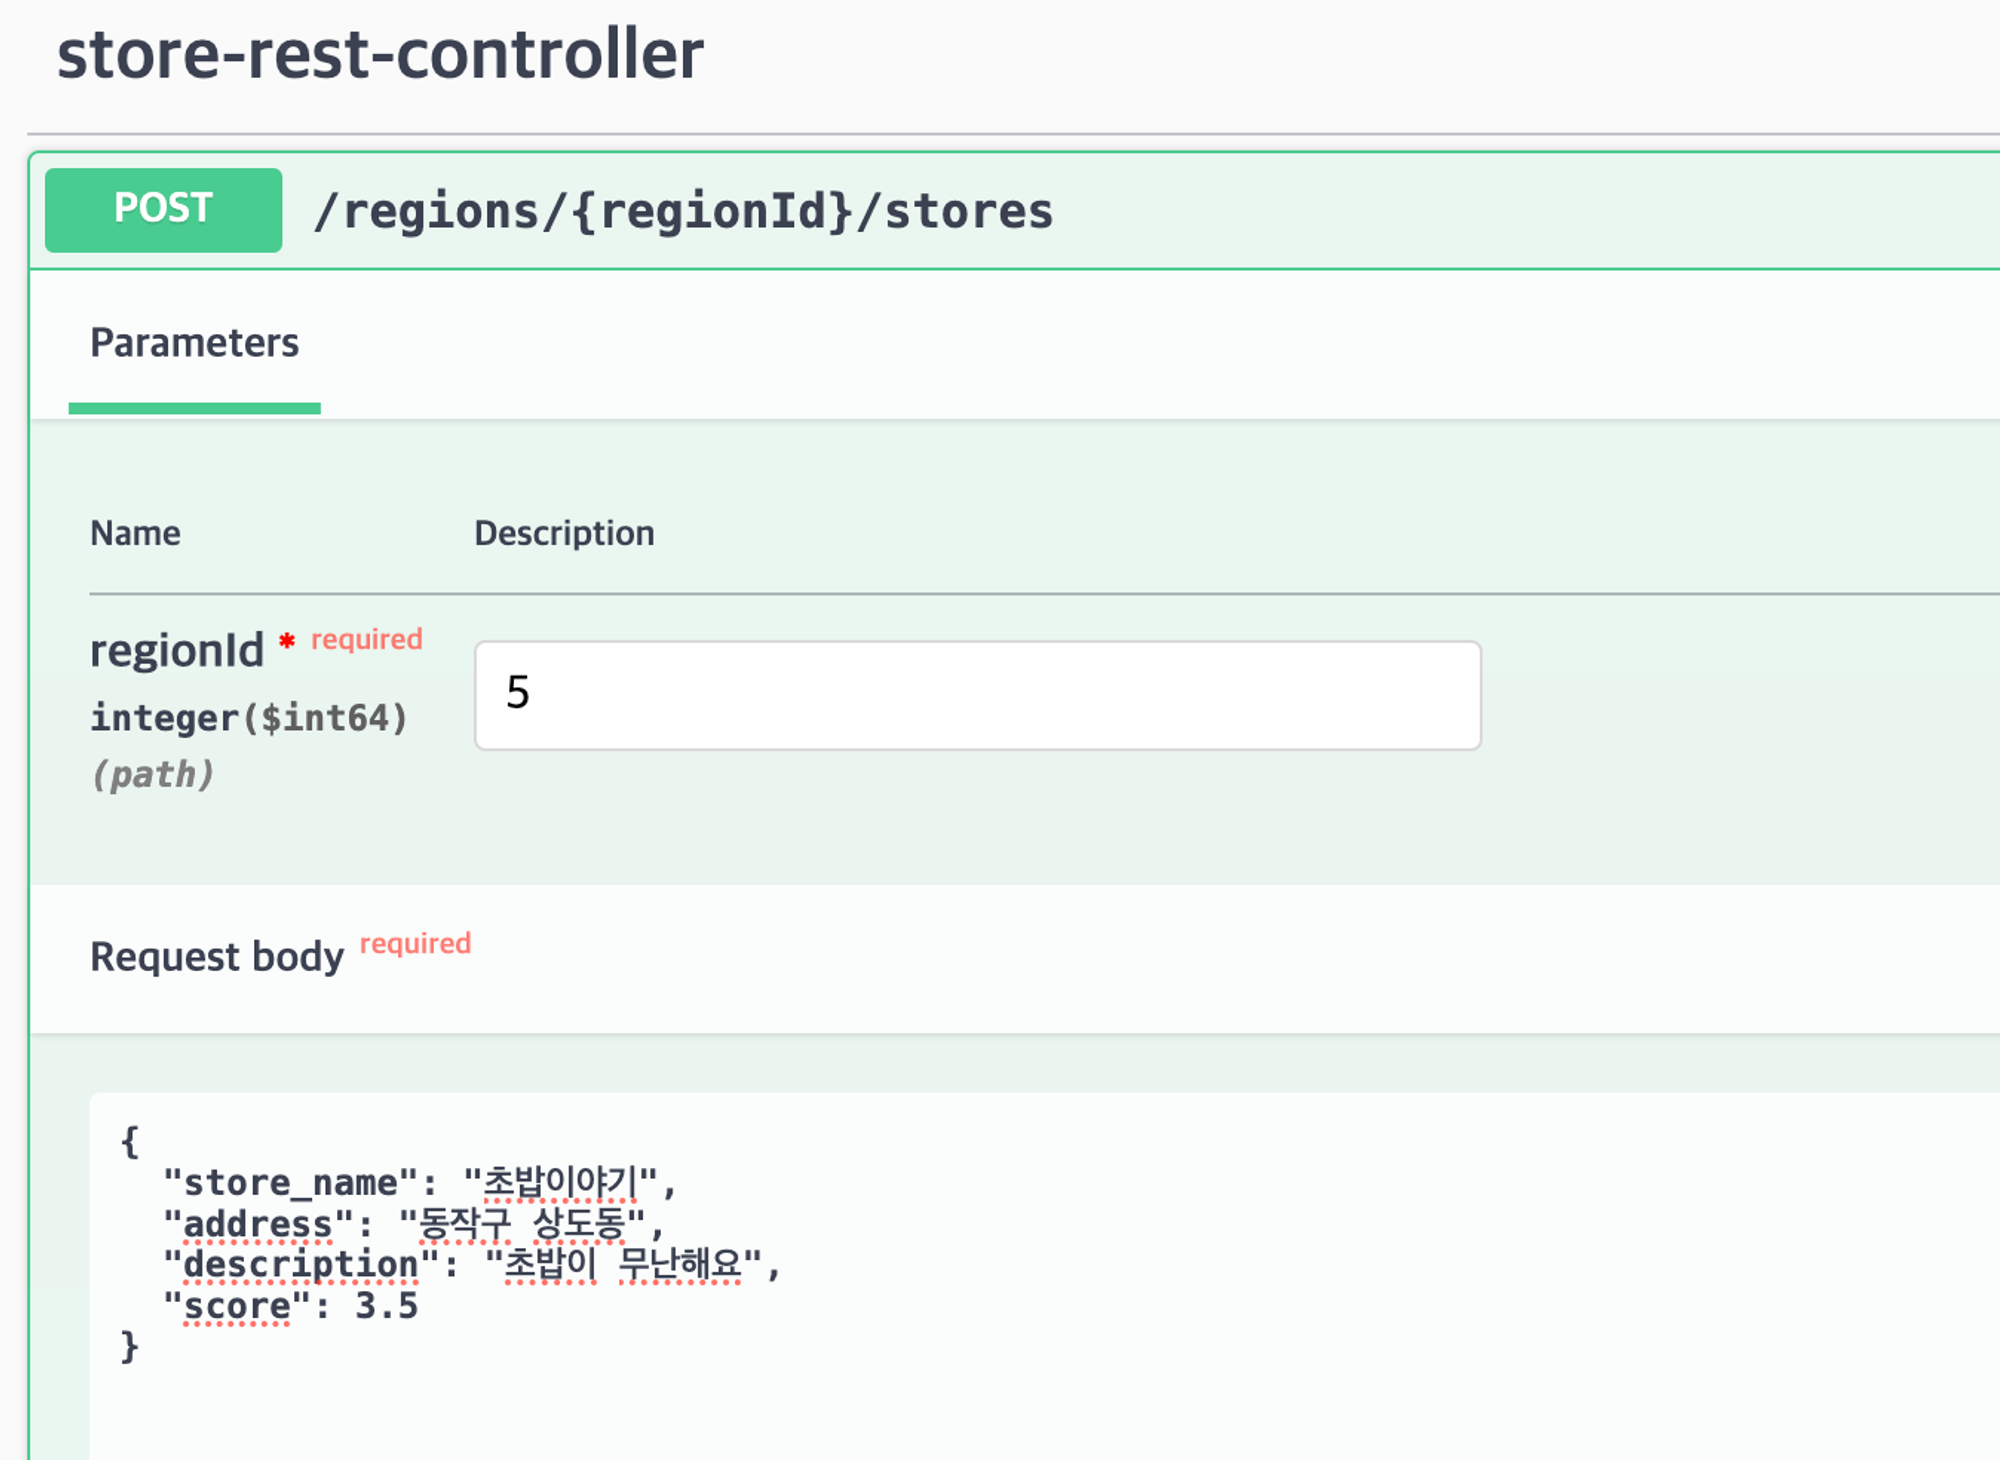 store-rest-controller
POST /regions/{regionId}/stores
Parameters
Name Description
regionId * required
integer($int64)
(path)
5
Request body required
{
"store_name": "초밥이야기",
"address": "동작구 상도동",
"description": "초밥이 무난해요",
"score": 3.5
}